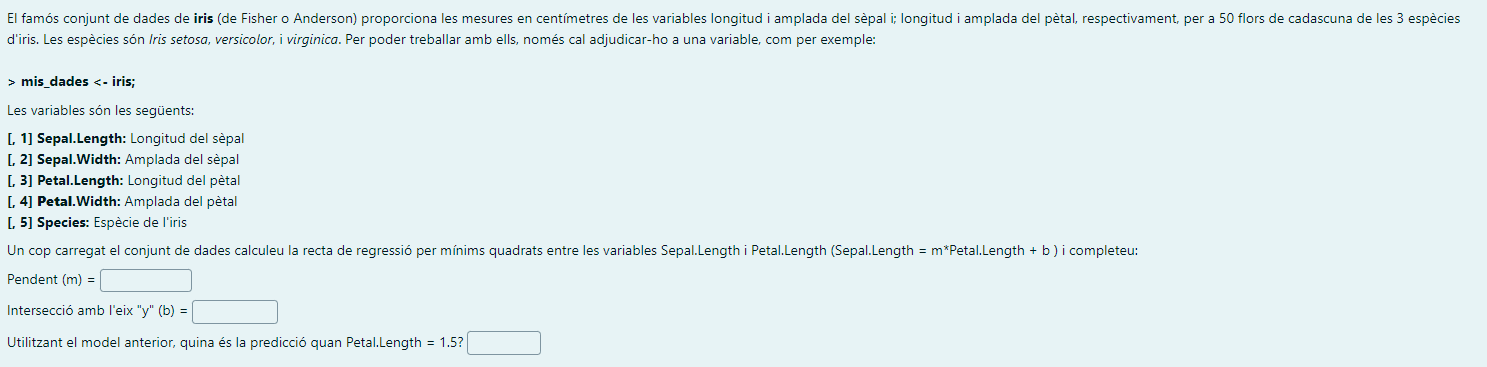 El famós conjunt de dades de iris (de Fisher o Anderson) proporciona les mesures en centímetres de les variables longitud i amplada del sèpal i; longitud i amplada del pètal, respectivament, per a 50 flors de cadascuna de les 3 espècies
d'iris. Les espècies són Iris setosa, versicolor, i virginica. Per poder treballar amb ells, només cal adjudicar-ho a una variable, com per exemple:
> mis_dades <- iris;
Les variables són les següents:
[, 1] Sepal.Length: Longitud del sèpal
[, 2] Sepal.Width: Amplada del sèpal
[, 3] Petal.Length: Longitud del pètal
[, 4] Petal.Width: Amplada del pètal
[, 5] Species: Espècie de l'iris
Un cop carregat el conjunt de dades calculeu la recta de regressió per mínims quadrats entre les variables Sepal.Length i Petal.Length (Sepal.Length = m*Petal.Length + b ) i completeu:
Pendent (m) =
Intersecció amb l'eix "y" (b) =
Utilitzant el model anterior, quina és la predicció quan Petal.Length = 1.5?